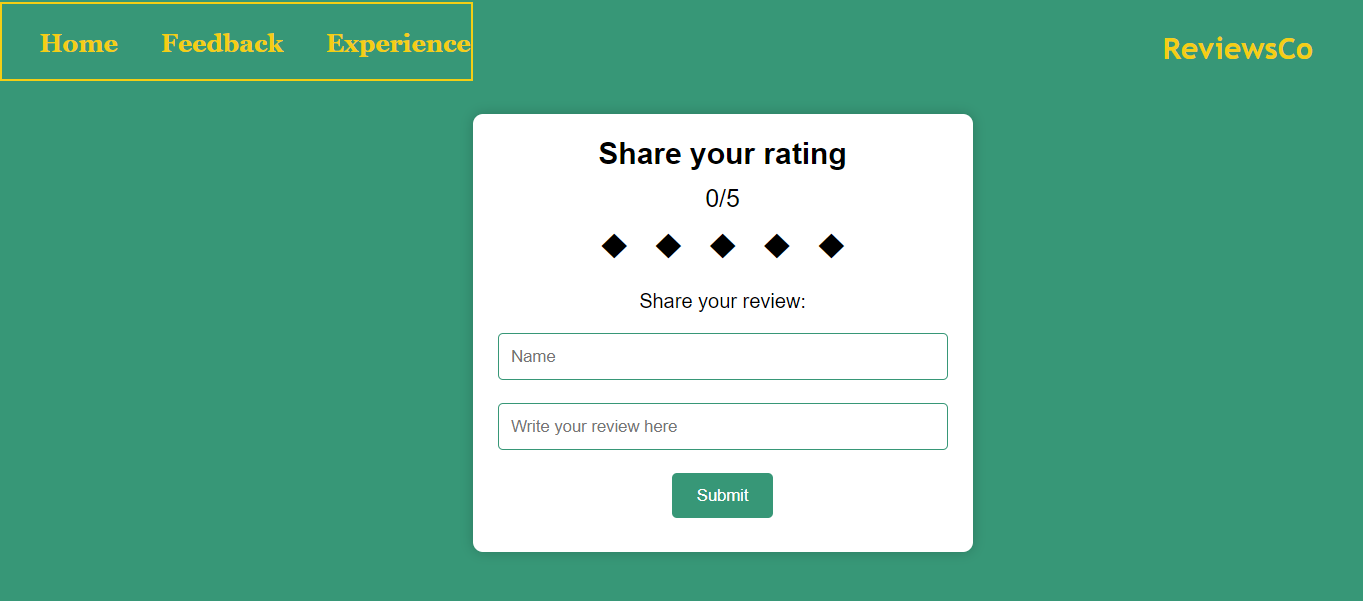 Home Feedback Experience ReviewsCo
Share your rating
0/5
Share your review:
Name
Write your review here
Submit